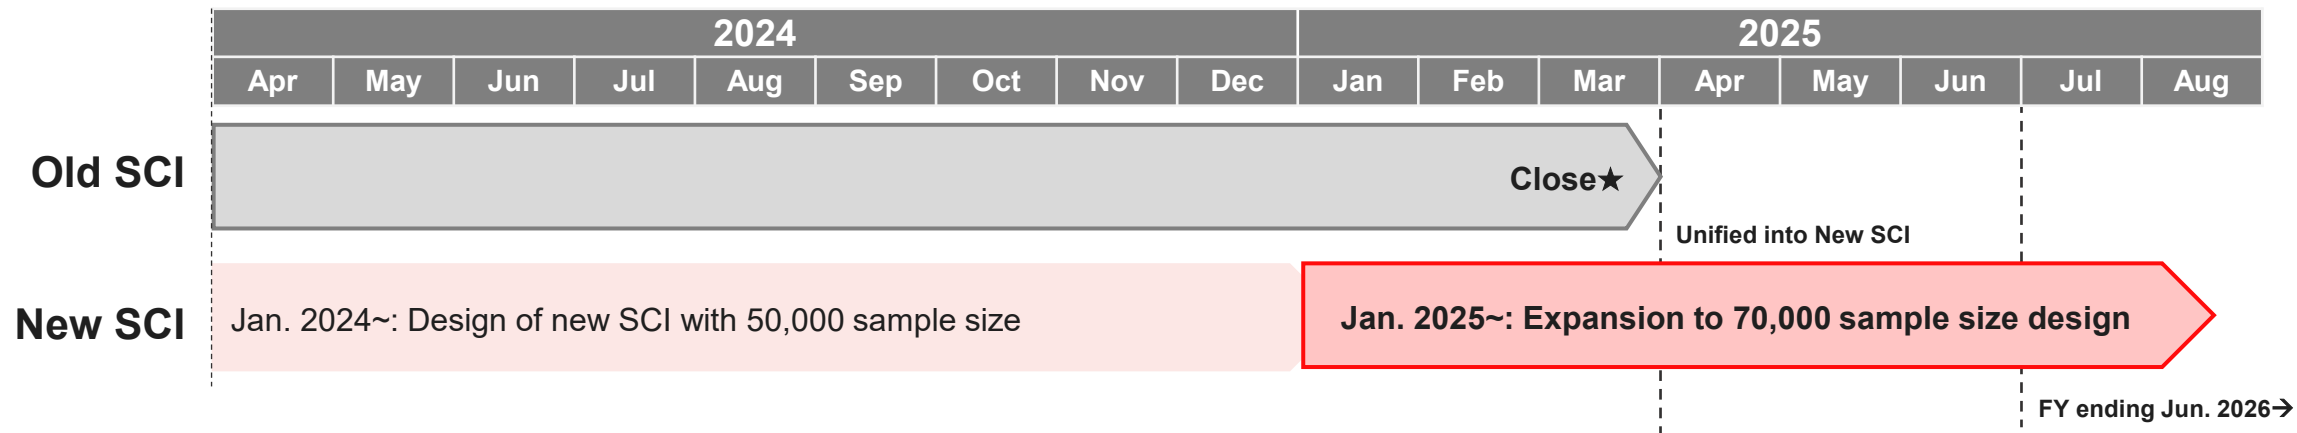 2024 2025
Apr May Jun Jul Aug Sep Oct Nov Dec Jan Feb Mar Apr May Jun Jul Aug
Old SCI
Close★
Unified into New SCI
New SCI
Jan. 2024~: Design of new SCI with 50,000 sample size
Jan. 2025~: Expansion to 70,000 sample size design
FY ending Jun. 2026→